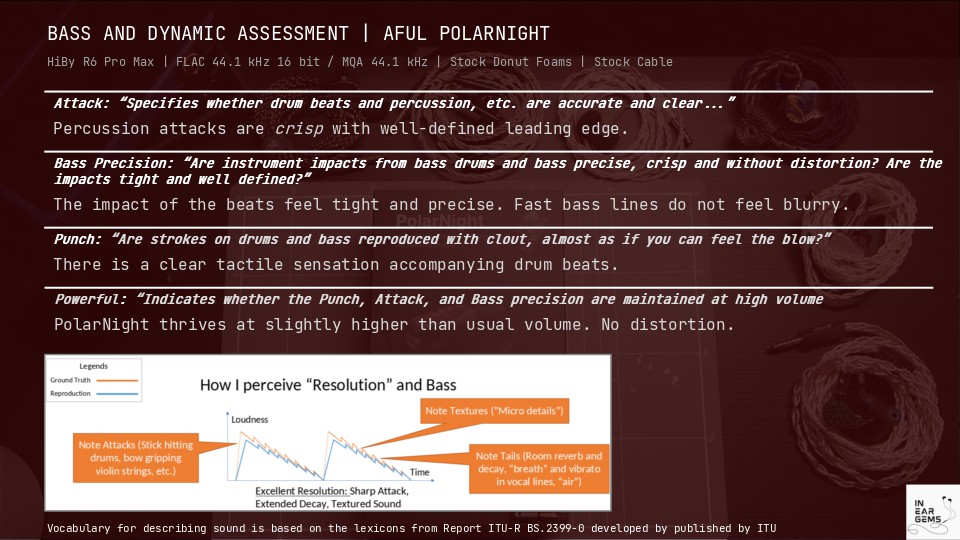 BASS AND DYNAMIC ASSESSMENT | AFUL POLARNIGHT
HiBy R6 Pro Max | FLAC 44.1 kHz 16 bit / MQA 44.1 kHz | Stock Donut Foams | Stock Cable
Attack: “Specifies whether drum beats and percussion, etc. are accurate and clear...”
Percussion attacks are crisp with well-defined leading edge.
Bass Precision: “Are instrument impacts from bass drums and bass precise, crisp and without distortion? Are the
impacts tight and well defined?”
The impact of the beats feel tight and precise. Fast bass lines do not feel blurry.
PolarNight
Punch: “Are strokes on drums and bass reproduced with clout, almost as if you can feel the blow?”
There is a clear tactile sensation accompanying drum beats.
Powerful: “Indicates whether the Punch, Attack, and Bass precision are maintained at high volume
PolarNight thrives at slightly higher than usual volume. No distortion.
Legends
Ground Truth
Reproduction
How I perceive “Resolution” and Bass
Loudness
Note Textures (“Micro details”)
Note Attacks (Stick hitting
drums, bow gripping
violin strings, etc.)
Note Tails (Room reverb and
decay, “breath” and vibrato
in vocal lines, “air”)
Time
Excellent Resolution: Sharp Attack,
Extended Decay, Textured Sound
Vocabulary for describing sound is based on the lexicons from Report ITU-R BS.2399-0 developed by published by ITU
IN
EAR
GEMS